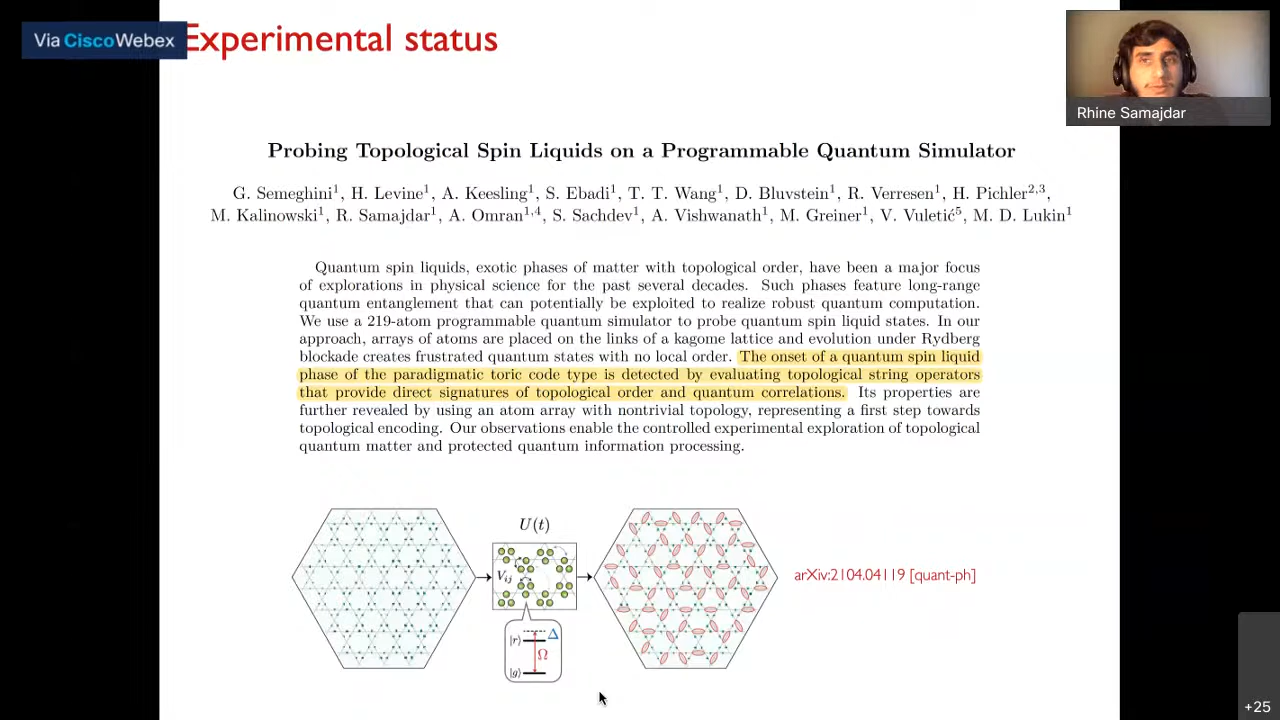 Via CiscoWebex
Experimental status
Rhine Samajdar
Probing Topological Spin Liquids on a Programmable Quantum Simulator
G. Semeghini¹, H. Levine¹, A. Keesling¹, S. Ebadi¹, T. T. Wang¹, D. Bluvstein¹, R. Verresen¹, H. Pichler²,³,
M. Kalinowski¹, R. Samajdar¹, A. Omran¹,⁴, S. Sachdev¹, A. Vishwanath¹, M. Greiner¹, V. Vuletić⁵, M. D. Lukin¹
Quantum spin liquids, exotic phases of matter with topological order, have been a major focus
of explorations in physical science for the past several decades. Such phases feature long-range
quantum entanglement that can potentially be exploited to realize robust quantum computation.
We use a 219-atom programmable quantum simulator to probe quantum spin liquid states. In our
approach, arrays of atoms are placed on the links of a kagome lattice and evolution under Rydberg
blockade creates frustrated quantum states with no local order. The onset of a quantum spin liquid
phase of the paradigmatic toric code type is detected by evaluating topological string operators
that provide direct signatures of topological order and quantum correlations. Its properties are
further revealed by using an atom array with nontrivial topology, representing a first step towards
topological encoding. Our observations enable the controlled experimental exploration of topological
quantum matter and protected quantum information processing.
U(t)
V_ij
|r⟩
Δ
Ω
|g⟩
arXiv:2104.04119 [quant-ph]
+25